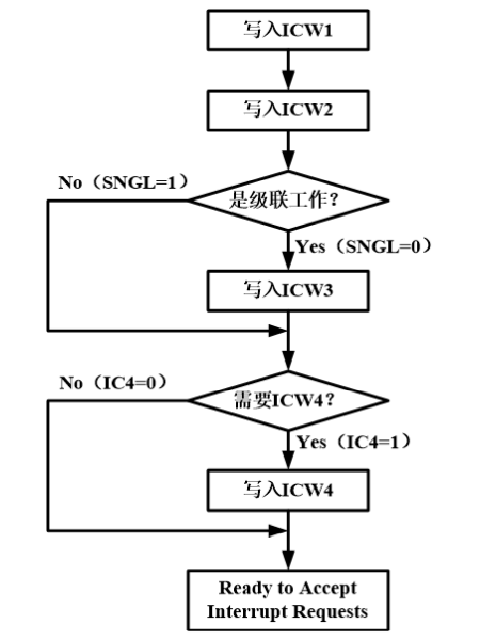 写入ICW1
写入ICW2
No（SNGL=1）
是级联工作？
Yes（SNGL=0）
写入ICW3
No（IC4=0）
需要ICW4？
Yes（IC4=1）
写入ICW4
Ready to Accept
Interrupt Requests